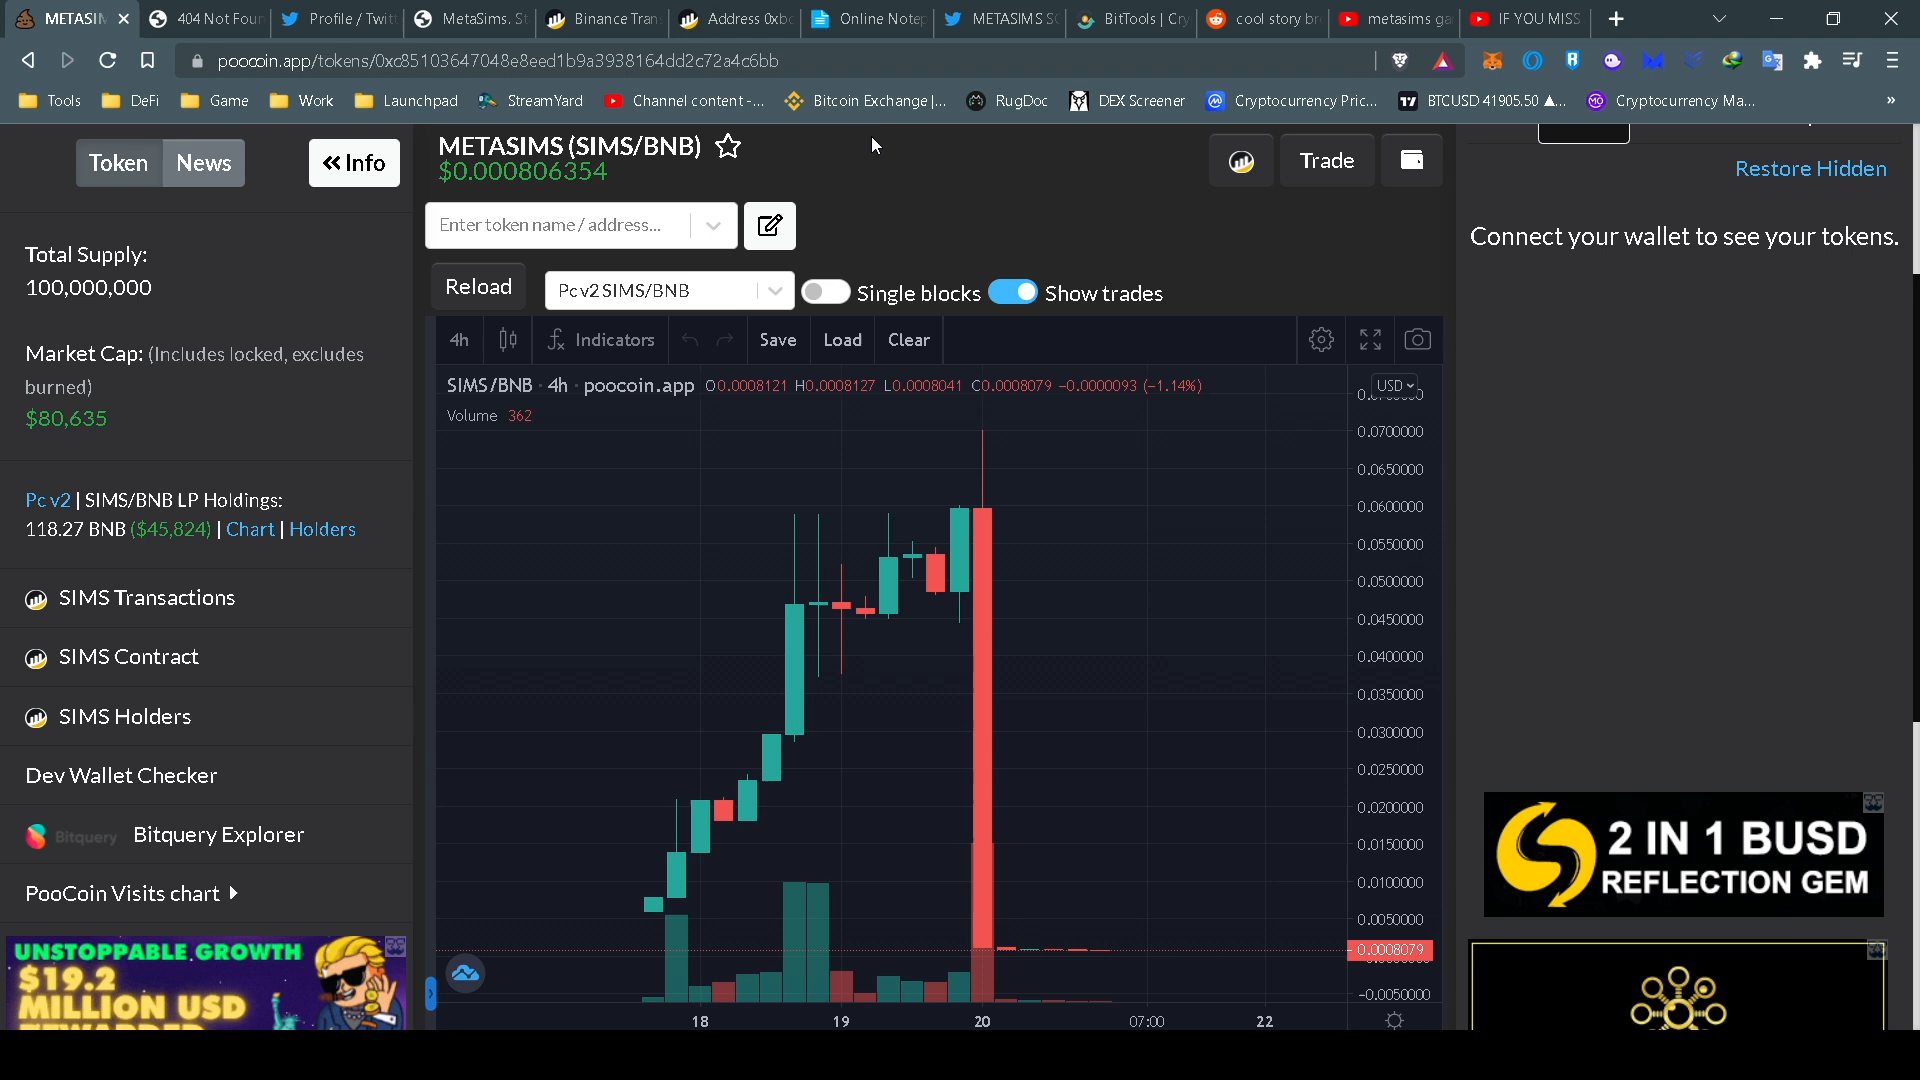 METASIM
404 Not Foun
Profile / Twitt
MetaSims. St
Binance Tran
Address 0xb
Online Notep
METASIMS SC
BitTools | Cry
cool story br
metasims ga
IF YOU MISS
poocoin.app/tokens/0xc85103647048e8eed1b9a3938164dd2c72a4c6bb
Tools
DeFi
Game
Work
Launchpad
StreamYard
Channel content -...
Bitcoin Exchange |...
RugDoc
DEX Screener
Cryptocurrency Pric...
BTCUSD 41905.50 ▲...
Cryptocurrency Ma...
»
Token
News
« Info
Total Supply:
100,000,000
Market Cap: (Includes locked, excludes
burned)
$80,635
Pc v2 | SIMS/BNB LP Holdings:
118.27 BNB ($45,824) | Chart | Holders
SIMS Transactions
SIMS Contract
SIMS Holders
Dev Wallet Checker
Bitquery Bitquery Explorer
PooCoin Visits chart
UNSTOPPABLE GROWTH
$19.2
MILLION USD
REWARDED
METASIMS (SIMS/BNB)
$0.000806354
Trade
Enter token name / address...
Reload
Pc v2 SIMS/BNB
Single blocks
Show trades
4h
Indicators
Save
Load
Clear
SIMS/BNB · 4h · poocoin.app O0.0008121 H0.0008127 L0.0008041 C0.0008079 −0.0000093 (−1.14%)
Volume 362
USD
0.0700000
0.0650000
0.0600000
0.0550000
0.0500000
0.0450000
0.0400000
0.0350000
0.0300000
0.0250000
0.0200000
0.0150000
0.0100000
0.0050000
0.0008079
-0.0050000
18
19
20
07:00
22
Restore Hidden
Connect your wallet to see your tokens.
2 IN 1 BUSD
REFLECTION GEM